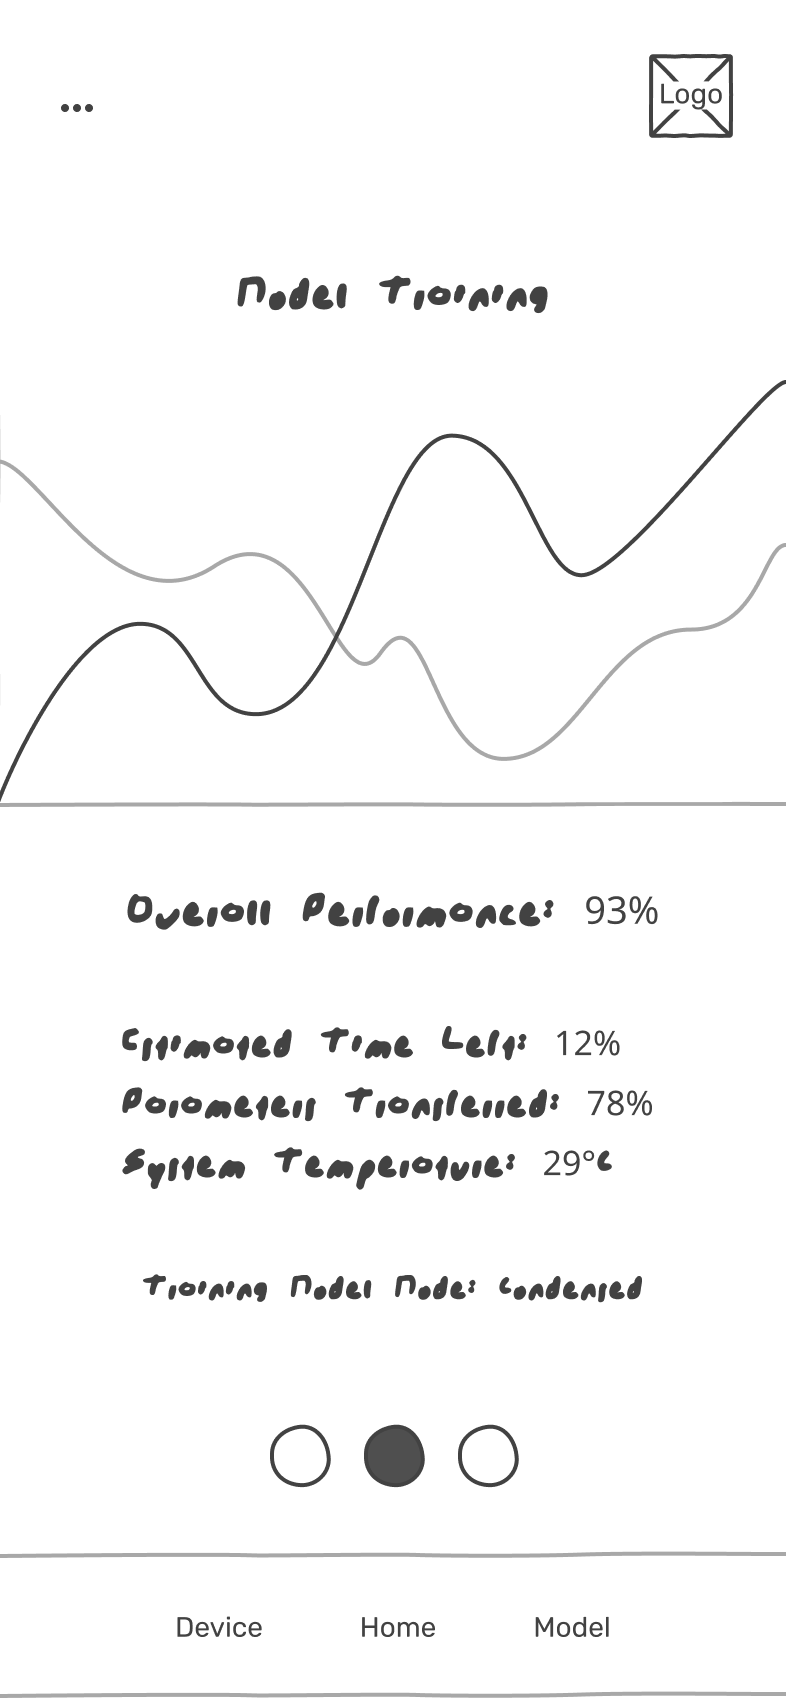 Logo
Model Training
Overall Performance: 93%
Estimated Time Left: 12%
Parameters Transferred: 78%
System Temperature: 29°C
Training Model Mode: Condensed
Device Home Model